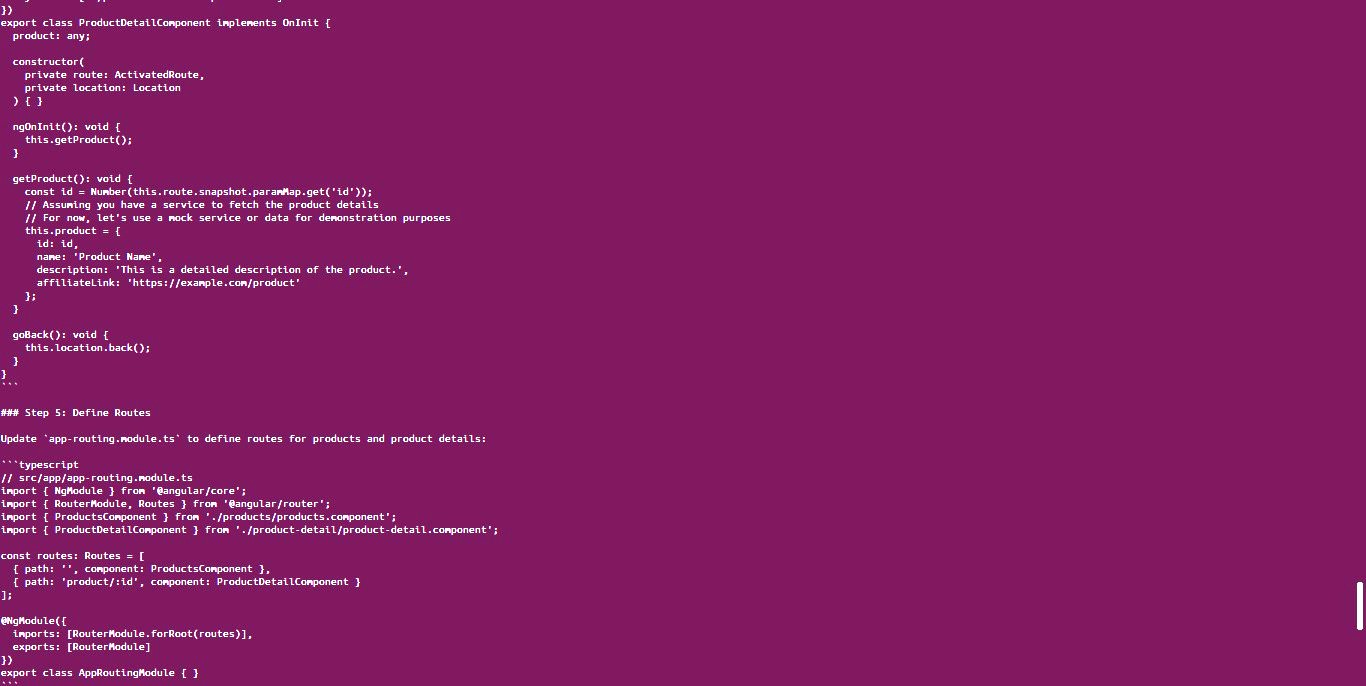 })
export class ProductDetailComponent implements OnInit {
  product: any;

  constructor(
    private route: ActivatedRoute,
    private location: Location
  ) { }

  ngOnInit(): void {
    this.getProduct();
  }

  getProduct(): void {
    const id = Number(this.route.snapshot.paramMap.get('id'));
    // Assuming you have a service to fetch the product details
    // For now, let's use a mock service or data for demonstration purposes
    this.product = {
      id: id,
      name: 'Product Name',
      description: 'This is a detailed description of the product.',
      affiliateLink: 'https://example.com/product'
    };
  }

  goBack(): void {
    this.location.back();
  }
}
```

### Step 5: Define Routes

Update `app-routing.module.ts` to define routes for products and product details:

```typescript
// src/app/app-routing.module.ts
import { NgModule } from '@angular/core';
import { RouterModule, Routes } from '@angular/router';
import { ProductsComponent } from './products/products.component';
import { ProductDetailComponent } from './product-detail/product-detail.component';

const routes: Routes = [
  { path: '', component: ProductsComponent },
  { path: 'product/:id', component: ProductDetailComponent }
];

@NgModule({
  imports: [RouterModule.forRoot(routes)],
  exports: [RouterModule]
})
export class AppRoutingModule { }
```